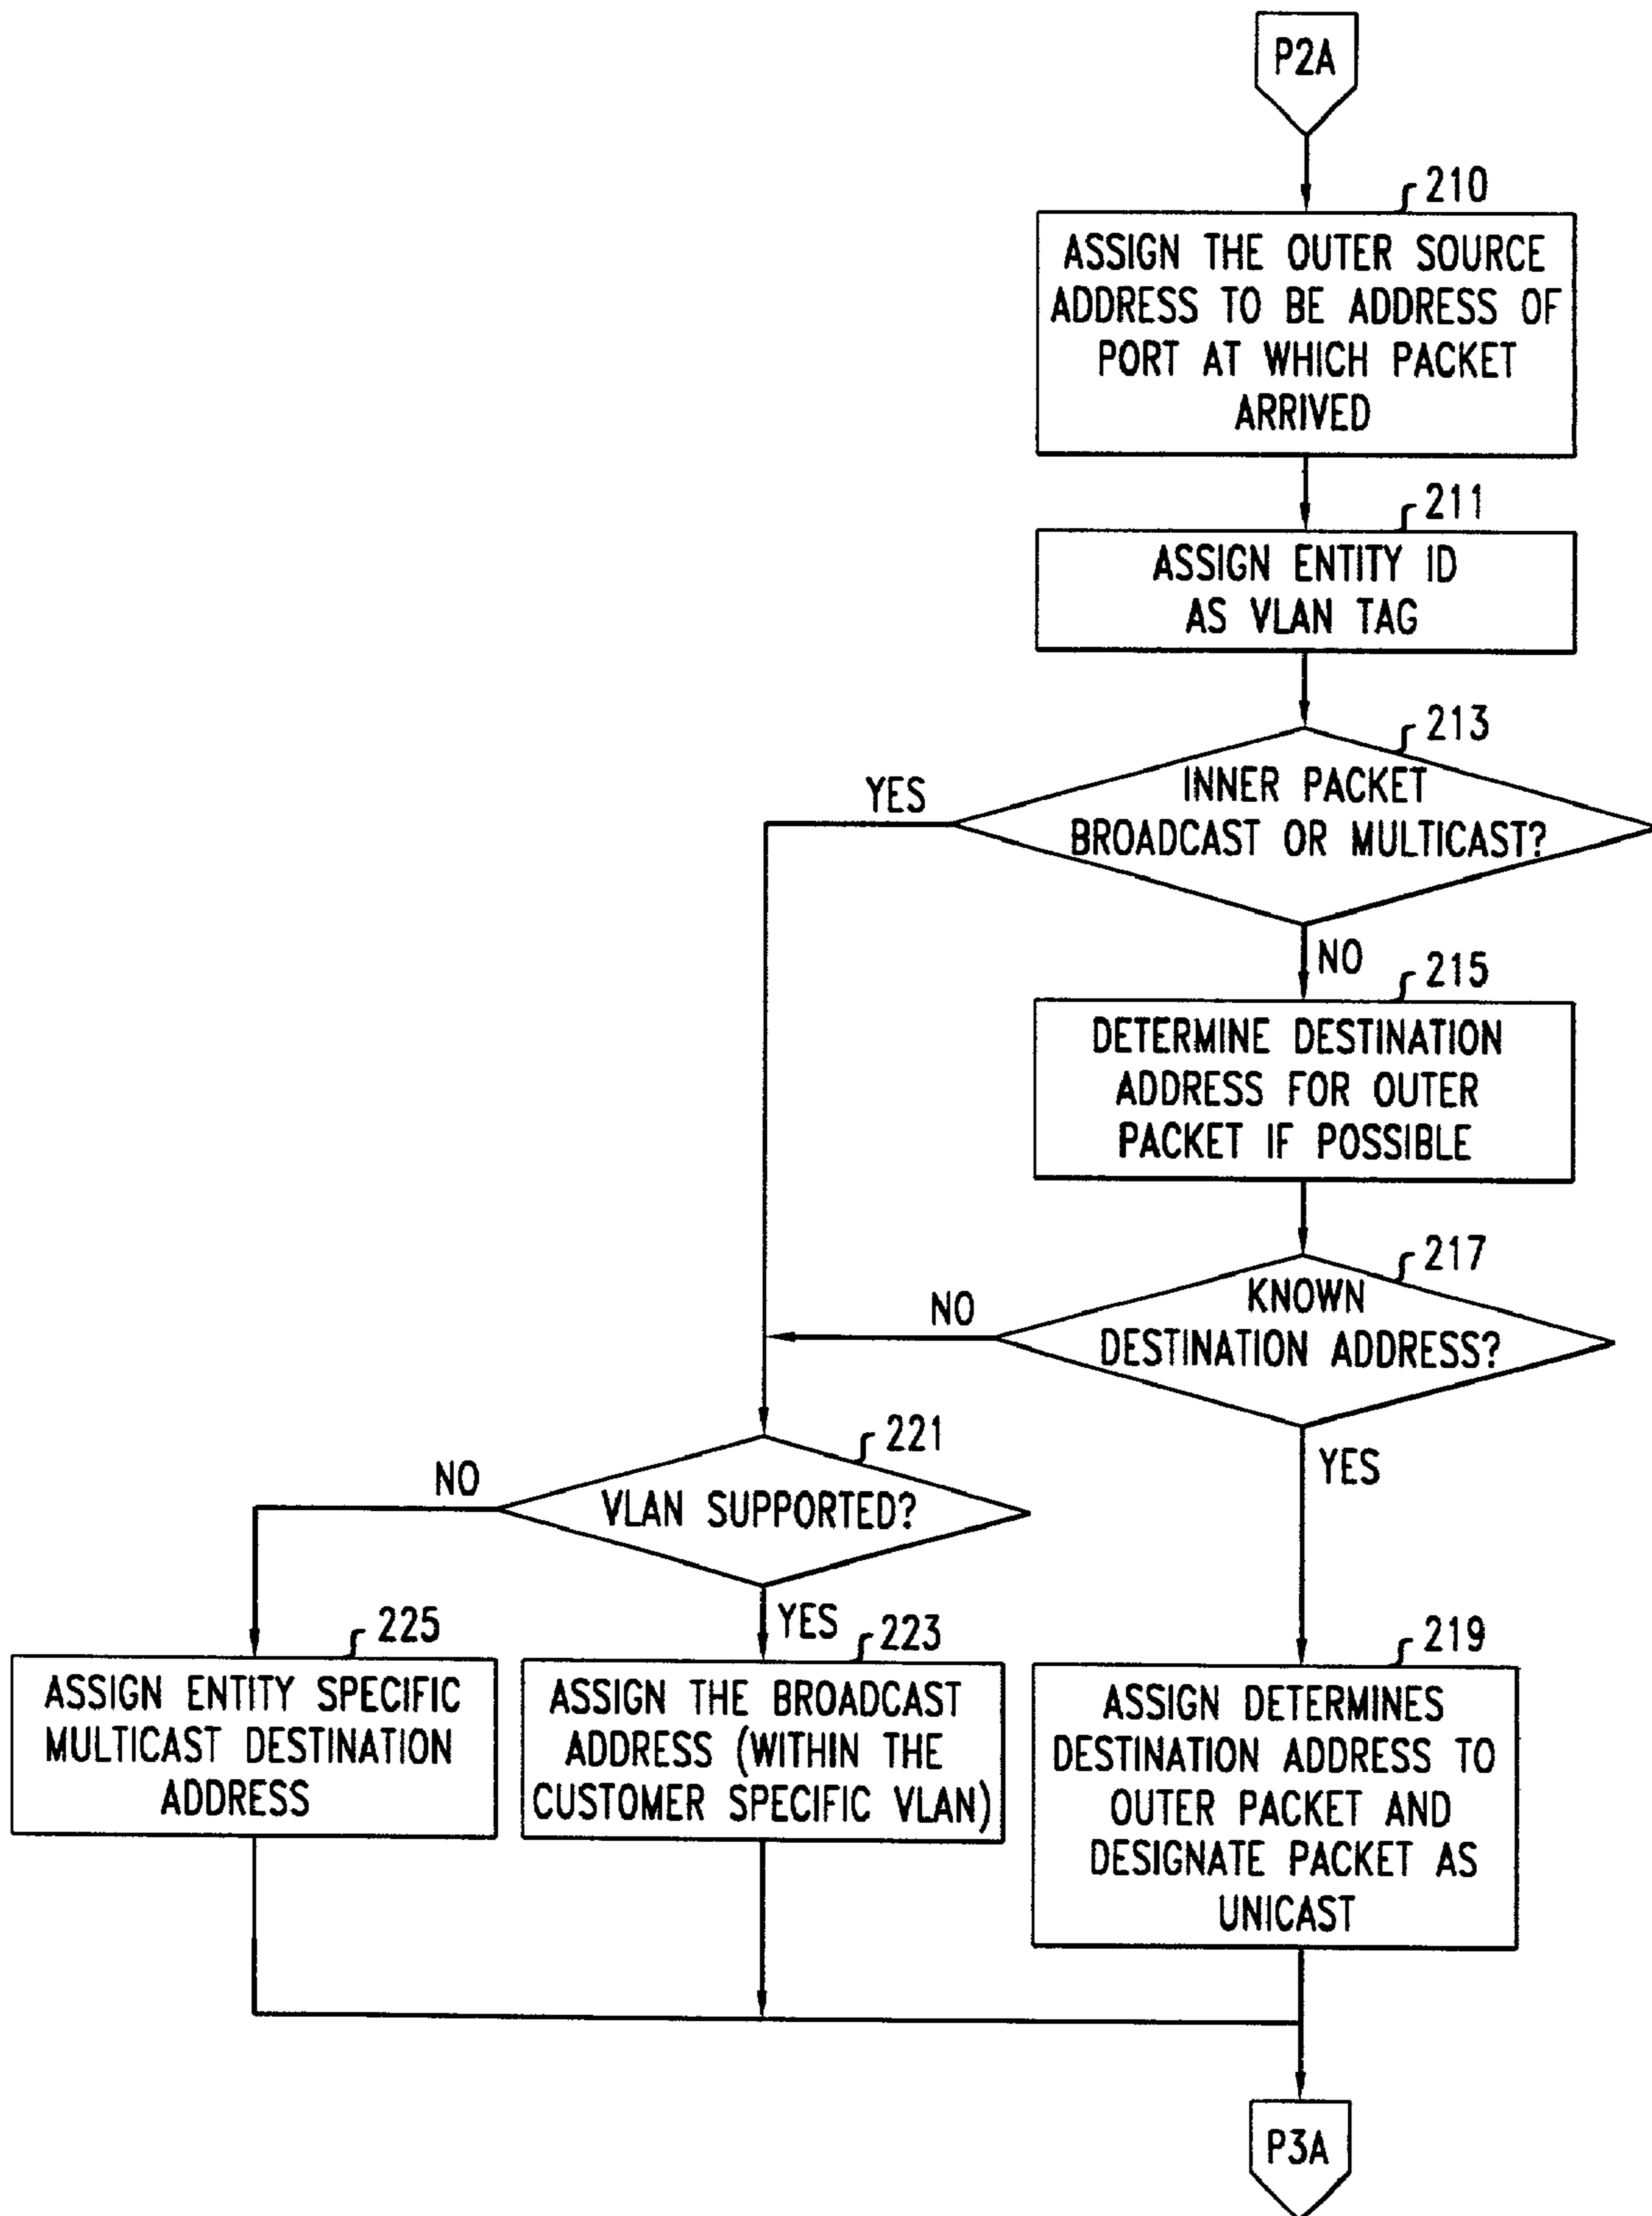 P2A
210
ASSIGN THE OUTER SOURCE
ADDRESS TO BE ADDRESS OF
PORT AT WHICH PACKET
ARRIVED
211
ASSIGN ENTITY ID
AS VLAN TAG
213
INNER PACKET
BROADCAST OR MULTICAST?
YES
NO
215
DETERMINE DESTINATION
ADDRESS FOR OUTER
PACKET IF POSSIBLE
217
KNOWN
DESTINATION ADDRESS?
NO
YES
221
VLAN SUPPORTED?
NO
YES
225
ASSIGN ENTITY SPECIFIC
MULTICAST DESTINATION
ADDRESS
223
ASSIGN THE BROADCAST
ADDRESS (WITHIN THE
CUSTOMER SPECIFIC VLAN)
219
ASSIGN DETERMINES
DESTINATION ADDRESS TO
OUTER PACKET AND
DESIGNATE PACKET AS
UNICAST
P3A